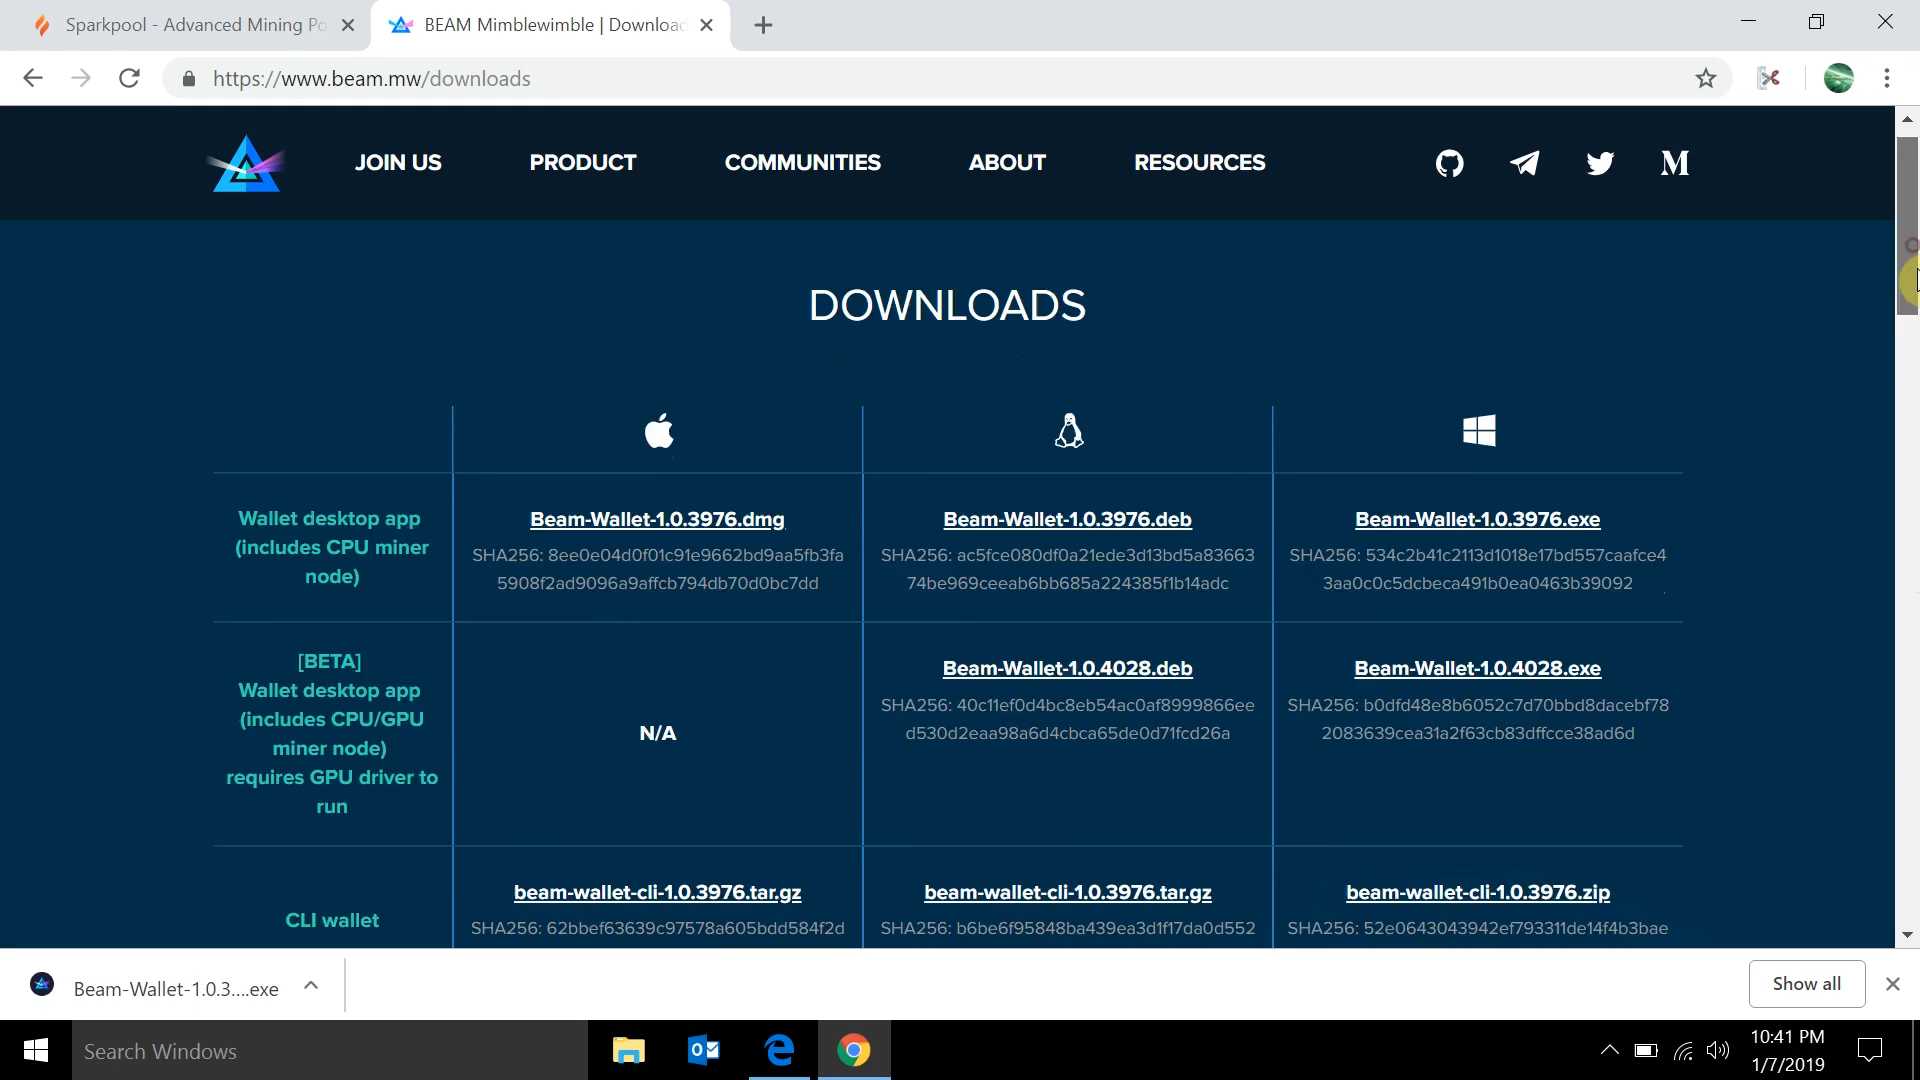 Sparkpool - Advanced Mining Po
BEAM Mimblewimble | Download
https://www.beam.mw/downloads
JOIN US
PRODUCT
COMMUNITIES
ABOUT
RESOURCES
M
DOWNLOADS
Wallet desktop app
(includes CPU miner
node)
Beam-Wallet-1.0.3976.dmg
SHA256: 8ee0e04d0f01c91e9662bd9aa5fb3fa
5908f2ad9096a9affcb794db70d0bc7dd
Beam-Wallet-1.0.3976.deb
SHA256: ac5fce080df0a21ede3d13bd5a83663
74be969ceeab6bb685a224385f1b14adc
Beam-Wallet-1.0.3976.exe
SHA256: 534c2b41c2113d1018e17bd557caafce4
3aa0c0c5dcbeca491b0ea0463b39092
[BETA]
Wallet desktop app
(includes CPU/GPU
miner node)
requires GPU driver to
run
N/A
Beam-Wallet-1.0.4028.deb
SHA256: 40c11ef0d4bc8eb54ac0af8999866ee
d530d2eaa98a6d4cbca65de0d71fcd26a
Beam-Wallet-1.0.4028.exe
SHA256: b0dfd48e8b6052c7d70bbd8dacebf78
2083639cea31a2f63cb83dffcce38ad6d
CLI wallet
beam-wallet-cli-1.0.3976.tar.gz
SHA256: 62bbef63639c97578a605bdd584f2d
beam-wallet-cli-1.0.3976.tar.gz
SHA256: b6be6f95848ba439ea3d1f17da0d552
beam-wallet-cli-1.0.3976.zip
SHA256: 52e0643043942ef793311de14f4b3bae
Beam-Wallet-1.0.3....exe
Show all
Search Windows
10:41 PM
1/7/2019